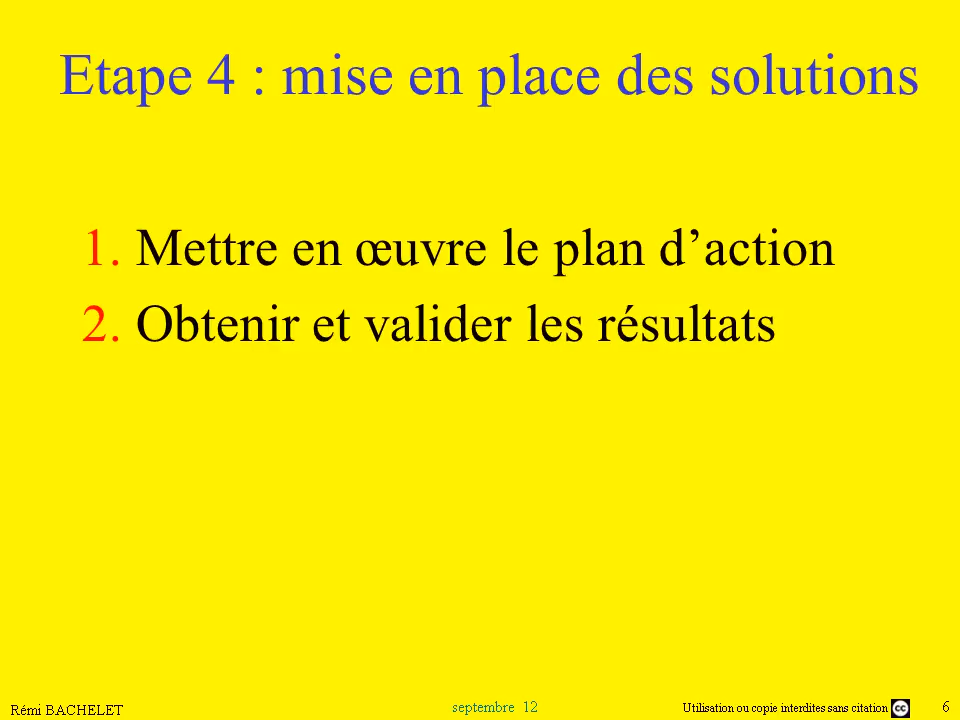 Etape 4 : mise en place des solutions
1. Mettre en œuvre le plan d’action
2. Obtenir et valider les résultats
Rémi BACHELET septembre 12 Utilisation ou copie interdites sans citation cc 6